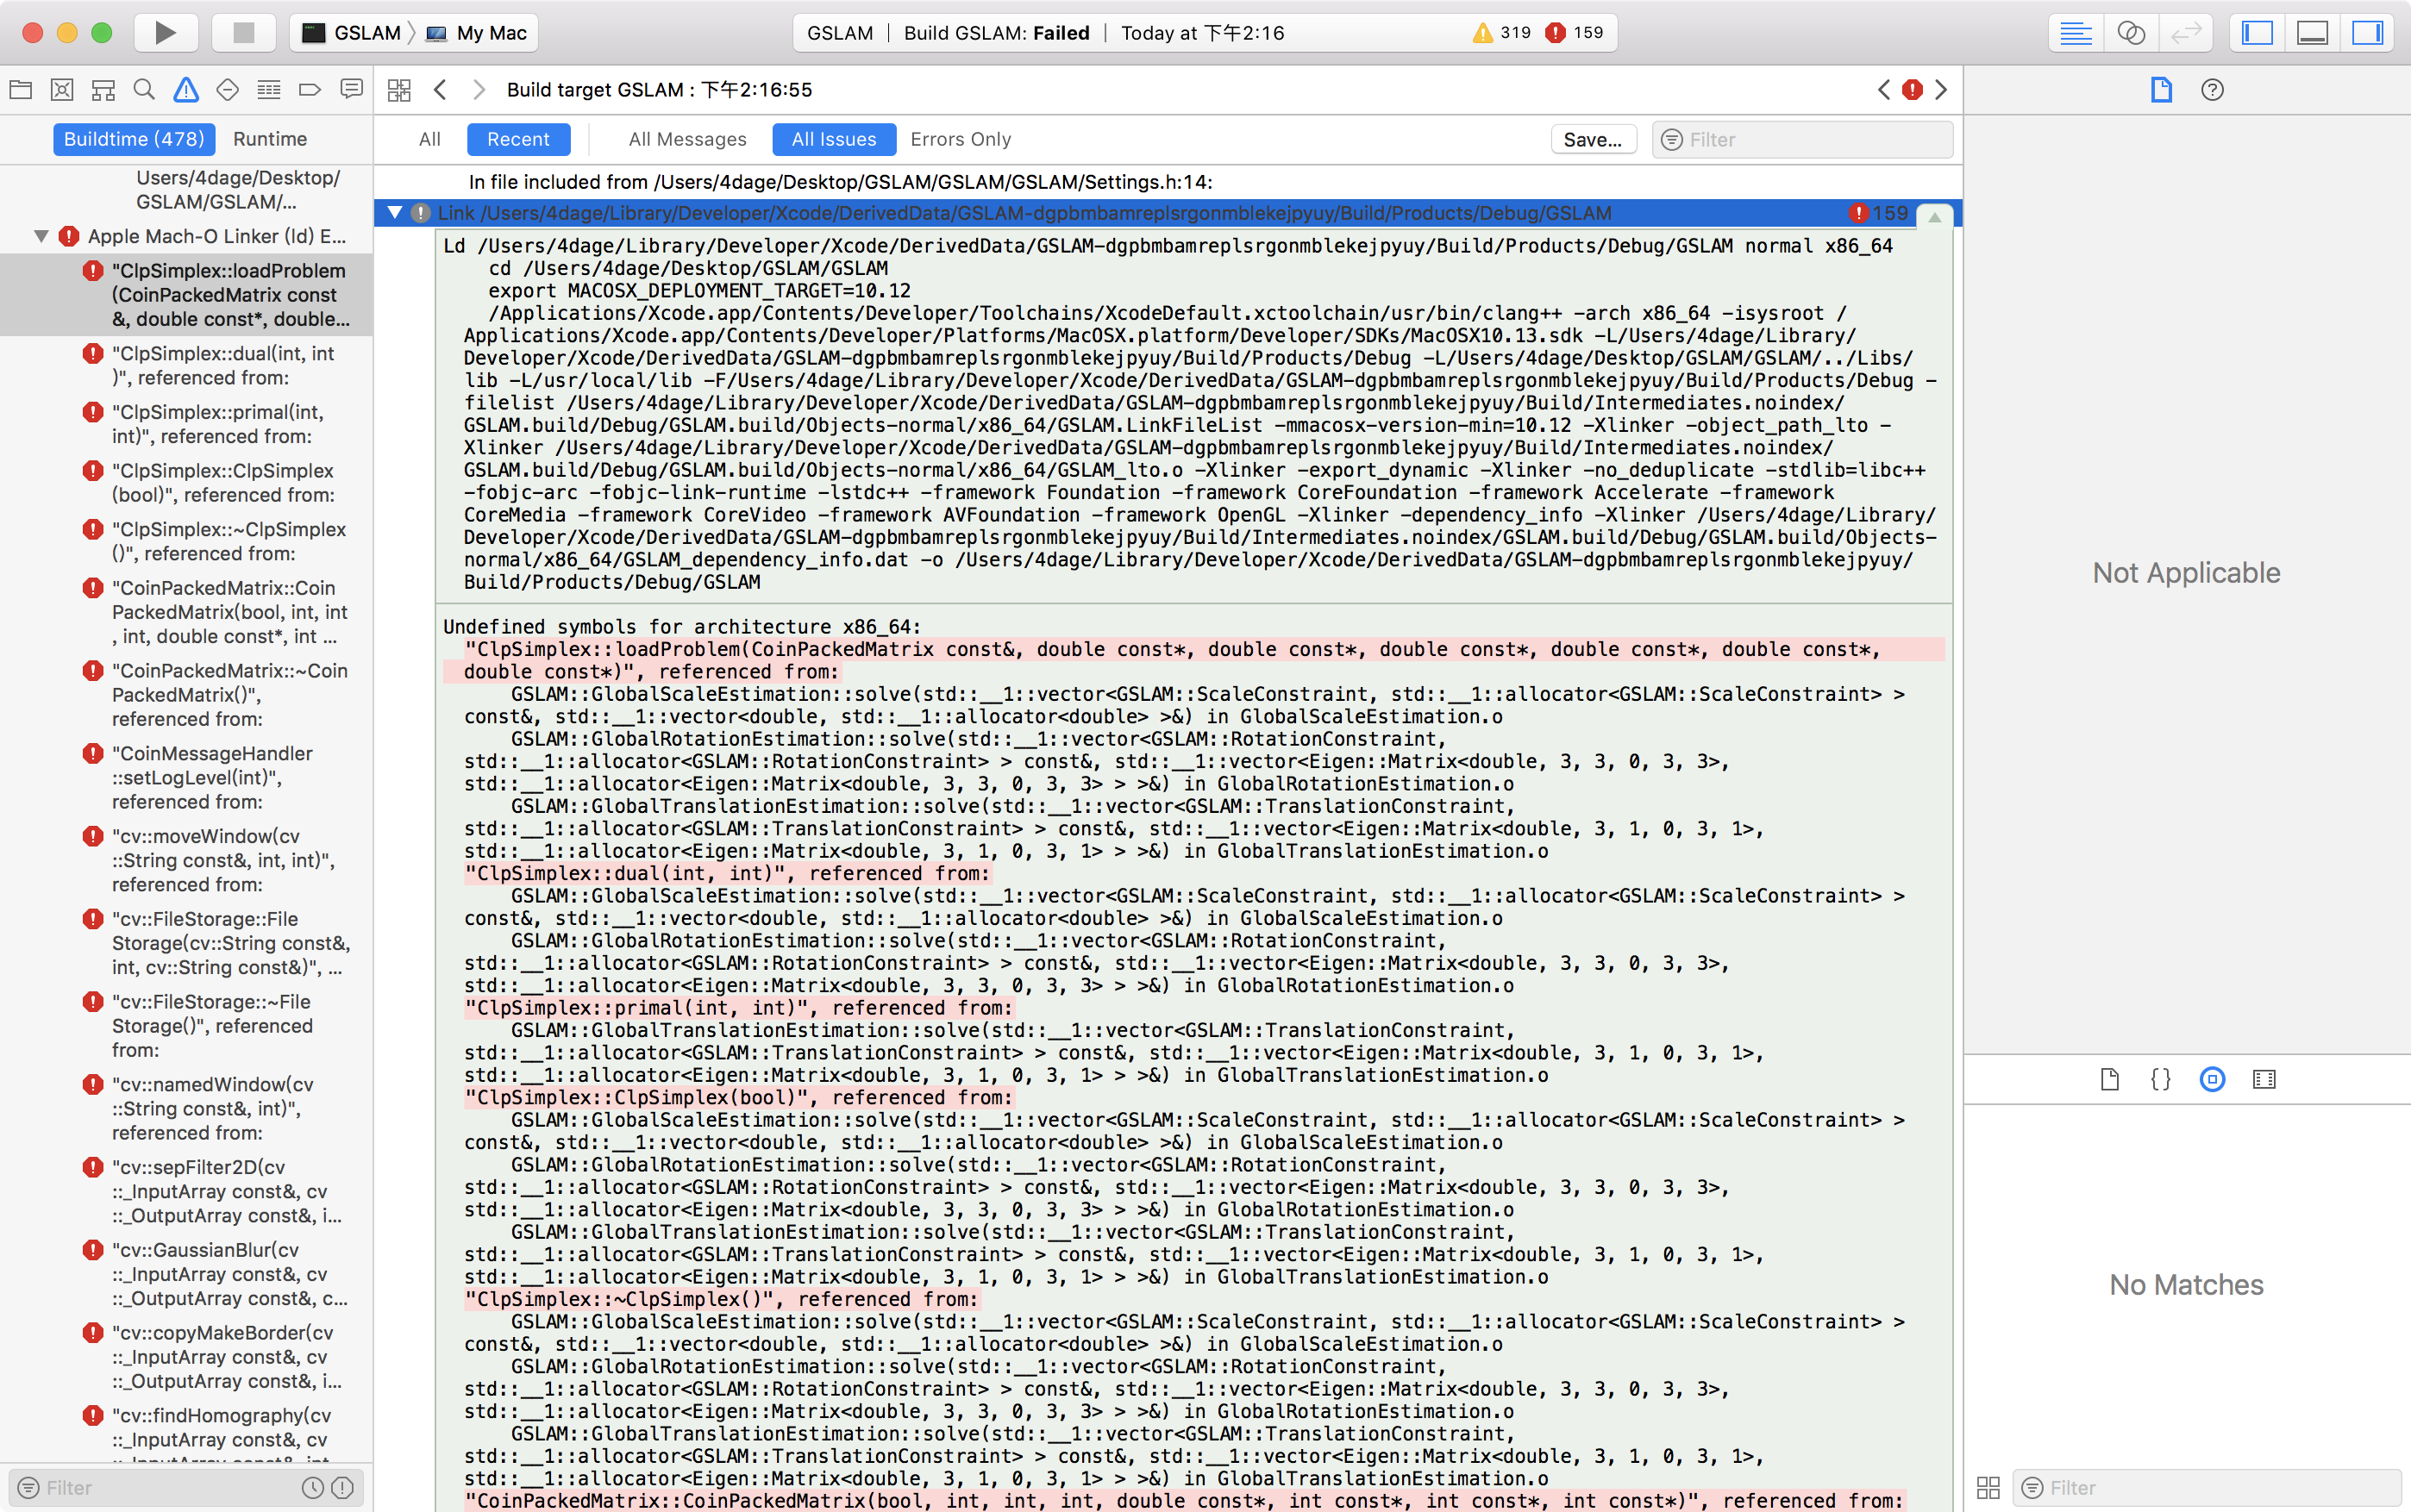 GSLAM My Mac
GSLAM | Build GSLAM: Failed | Today at 下午2:16 319 159
Build target GSLAM : 下午2:16:55
Buildtime (478) Runtime
All Recent All Messages All Issues Errors Only Save... Filter
Users/4dage/Desktop/
GSLAM/GSLAM/...
Apple Mach-O Linker (ld) E...
"ClpSimplex::loadProblem
(CoinPackedMatrix const
&, double const*, double...
"ClpSimplex::dual(int, int
)", referenced from:
"ClpSimplex::primal(int,
int)", referenced from:
"ClpSimplex::ClpSimplex
(bool)", referenced from:
"ClpSimplex::~ClpSimplex
()", referenced from:
"CoinPackedMatrix::Coin
PackedMatrix(bool, int, int
, int, double const*, int ...
"CoinPackedMatrix::~Coin
PackedMatrix()",
referenced from:
"CoinMessageHandler
::setLogLevel(int)",
referenced from:
"cv::moveWindow(cv
::String const&, int, int)",
referenced from:
"cv::FileStorage::File
Storage(cv::String const&,
int, cv::String const&)", ...
"cv::FileStorage::~File
Storage()", referenced
from:
"cv::namedWindow(cv
::String const&, int)",
referenced from:
"cv::sepFilter2D(cv
::_InputArray const&, cv
::_OutputArray const&, i...
"cv::GaussianBlur(cv
::_InputArray const&, cv
::_OutputArray const&, c...
"cv::copyMakeBorder(cv
::_InputArray const&, cv
::_OutputArray const&, i...
"cv::findHomography(cv
::_InputArray const&, cv
Filter
In file included from /Users/4dage/Desktop/GSLAM/GSLAM/GSLAM/Settings.h:14:
Link /Users/4dage/Library/Developer/Xcode/DerivedData/GSLAM-dgpbmbamreplsrgonmblekejpyuy/Build/Products/Debug/GSLAM 159
Ld /Users/4dage/Library/Developer/Xcode/DerivedData/GSLAM-dgpbmbamreplsrgonmblekejpyuy/Build/Products/Debug/GSLAM normal x86_64
cd /Users/4dage/Desktop/GSLAM/GSLAM
export MACOSX_DEPLOYMENT_TARGET=10.12
/Applications/Xcode.app/Contents/Developer/Toolchains/XcodeDefault.xctoolchain/usr/bin/clang++ -arch x86_64 -isysroot /
Applications/Xcode.app/Contents/Developer/Platforms/MacOSX.platform/Developer/SDKs/MacOSX10.13.sdk -L/Users/4dage/Library/
Developer/Xcode/DerivedData/GSLAM-dgpbmbamreplsrgonmblekejpyuy/Build/Products/Debug -L/Users/4dage/Desktop/GSLAM/GSLAM/../Libs/
lib -L/usr/local/lib -F/Users/4dage/Library/Developer/Xcode/DerivedData/GSLAM-dgpbmbamreplsrgonmblekejpyuy/Build/Products/Debug -
filelist /Users/4dage/Library/Developer/Xcode/DerivedData/GSLAM-dgpbmbamreplsrgonmblekejpyuy/Build/Intermediates.noindex/
GSLAM.build/Debug/GSLAM.build/Objects-normal/x86_64/GSLAM.LinkFileList -mmacosx-version-min=10.12 -Xlinker -object_path_lto -
Xlinker /Users/4dage/Library/Developer/Xcode/DerivedData/GSLAM-dgpbmbamreplsrgonmblekejpyuy/Build/Intermediates.noindex/
GSLAM.build/Debug/GSLAM.build/Objects-normal/x86_64/GSLAM_lto.o -Xlinker -export_dynamic -Xlinker -no_deduplicate -stdlib=libc++
-fobjc-arc -fobjc-link-runtime -lstdc++ -framework Foundation -framework CoreFoundation -framework Accelerate -framework
CoreMedia -framework CoreVideo -framework AVFoundation -framework OpenGL -Xlinker -dependency_info -Xlinker /Users/4dage/Library/
Developer/Xcode/DerivedData/GSLAM-dgpbmbamreplsrgonmblekejpyuy/Build/Intermediates.noindex/GSLAM.build/Debug/GSLAM.build/Objects-
normal/x86_64/GSLAM_dependency_info.dat -o /Users/4dage/Library/Developer/Xcode/DerivedData/GSLAM-dgpbmbamreplsrgonmblekejpyuy/
Build/Products/Debug/GSLAM
Undefined symbols for architecture x86_64:
"ClpSimplex::loadProblem(CoinPackedMatrix const&, double const*, double const*, double const*, double const*, double const*,
double const*)", referenced from:
GSLAM::GlobalScaleEstimation::solve(std::__1::vector<GSLAM::ScaleConstraint, std::__1::allocator<GSLAM::ScaleConstraint> >
const&, std::__1::vector<double, std::__1::allocator<double> >&) in GlobalScaleEstimation.o
GSLAM::GlobalRotationEstimation::solve(std::__1::vector<GSLAM::RotationConstraint,
std::__1::allocator<GSLAM::RotationConstraint> > const&, std::__1::vector<Eigen::Matrix<double, 3, 3, 0, 3, 3>,
std::__1::allocator<Eigen::Matrix<double, 3, 3, 0, 3, 3> > >&) in GlobalRotationEstimation.o
GSLAM::GlobalTranslationEstimation::solve(std::__1::vector<GSLAM::TranslationConstraint,
std::__1::allocator<GSLAM::TranslationConstraint> > const&, std::__1::vector<Eigen::Matrix<double, 3, 1, 0, 3, 1>,
std::__1::allocator<Eigen::Matrix<double, 3, 1, 0, 3, 1> > >&) in GlobalTranslationEstimation.o
"ClpSimplex::dual(int, int)", referenced from:
GSLAM::GlobalScaleEstimation::solve(std::__1::vector<GSLAM::ScaleConstraint, std::__1::allocator<GSLAM::ScaleConstraint> >
const&, std::__1::vector<double, std::__1::allocator<double> >&) in GlobalScaleEstimation.o
GSLAM::GlobalRotationEstimation::solve(std::__1::vector<GSLAM::RotationConstraint,
std::__1::allocator<GSLAM::RotationConstraint> > const&, std::__1::vector<Eigen::Matrix<double, 3, 3, 0, 3, 3>,
std::__1::allocator<Eigen::Matrix<double, 3, 3, 0, 3, 3> > >&) in GlobalRotationEstimation.o
"ClpSimplex::primal(int, int)", referenced from:
GSLAM::GlobalTranslationEstimation::solve(std::__1::vector<GSLAM::TranslationConstraint,
std::__1::allocator<GSLAM::TranslationConstraint> > const&, std::__1::vector<Eigen::Matrix<double, 3, 1, 0, 3, 1>,
std::__1::allocator<Eigen::Matrix<double, 3, 1, 0, 3, 1> > >&) in GlobalTranslationEstimation.o
"ClpSimplex::ClpSimplex(bool)", referenced from:
GSLAM::GlobalScaleEstimation::solve(std::__1::vector<GSLAM::ScaleConstraint, std::__1::allocator<GSLAM::ScaleConstraint> >
const&, std::__1::vector<double, std::__1::allocator<double> >&) in GlobalScaleEstimation.o
GSLAM::GlobalRotationEstimation::solve(std::__1::vector<GSLAM::RotationConstraint,
std::__1::allocator<GSLAM::RotationConstraint> > const&, std::__1::vector<Eigen::Matrix<double, 3, 3, 0, 3, 3>,
std::__1::allocator<Eigen::Matrix<double, 3, 3, 0, 3, 3> > >&) in GlobalRotationEstimation.o
GSLAM::GlobalTranslationEstimation::solve(std::__1::vector<GSLAM::TranslationConstraint,
std::__1::allocator<GSLAM::TranslationConstraint> > const&, std::__1::vector<Eigen::Matrix<double, 3, 1, 0, 3, 1>,
std::__1::allocator<Eigen::Matrix<double, 3, 1, 0, 3, 1> > >&) in GlobalTranslationEstimation.o
"ClpSimplex::~ClpSimplex()", referenced from:
GSLAM::GlobalScaleEstimation::solve(std::__1::vector<GSLAM::ScaleConstraint, std::__1::allocator<GSLAM::ScaleConstraint> >
const&, std::__1::vector<double, std::__1::allocator<double> >&) in GlobalScaleEstimation.o
GSLAM::GlobalRotationEstimation::solve(std::__1::vector<GSLAM::RotationConstraint,
std::__1::allocator<GSLAM::RotationConstraint> > const&, std::__1::vector<Eigen::Matrix<double, 3, 3, 0, 3, 3>,
std::__1::allocator<Eigen::Matrix<double, 3, 3, 0, 3, 3> > >&) in GlobalRotationEstimation.o
GSLAM::GlobalTranslationEstimation::solve(std::__1::vector<GSLAM::TranslationConstraint,
std::__1::allocator<GSLAM::TranslationConstraint> > const&, std::__1::vector<Eigen::Matrix<double, 3, 1, 0, 3, 1>,
std::__1::allocator<Eigen::Matrix<double, 3, 1, 0, 3, 1> > >&) in GlobalTranslationEstimation.o
"CoinPackedMatrix::CoinPackedMatrix(bool, int, int, int, double const*, int const*, int const*, int const*)", referenced from:
Not Applicable
No Matches
Filter